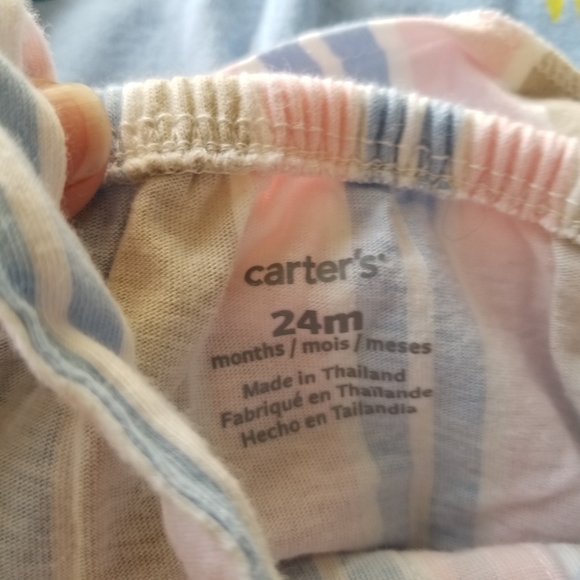 carter's
24m
months / mois / meses
Made in Thailand
Fabriqué en Thaïlande
Hecho en Tailandia